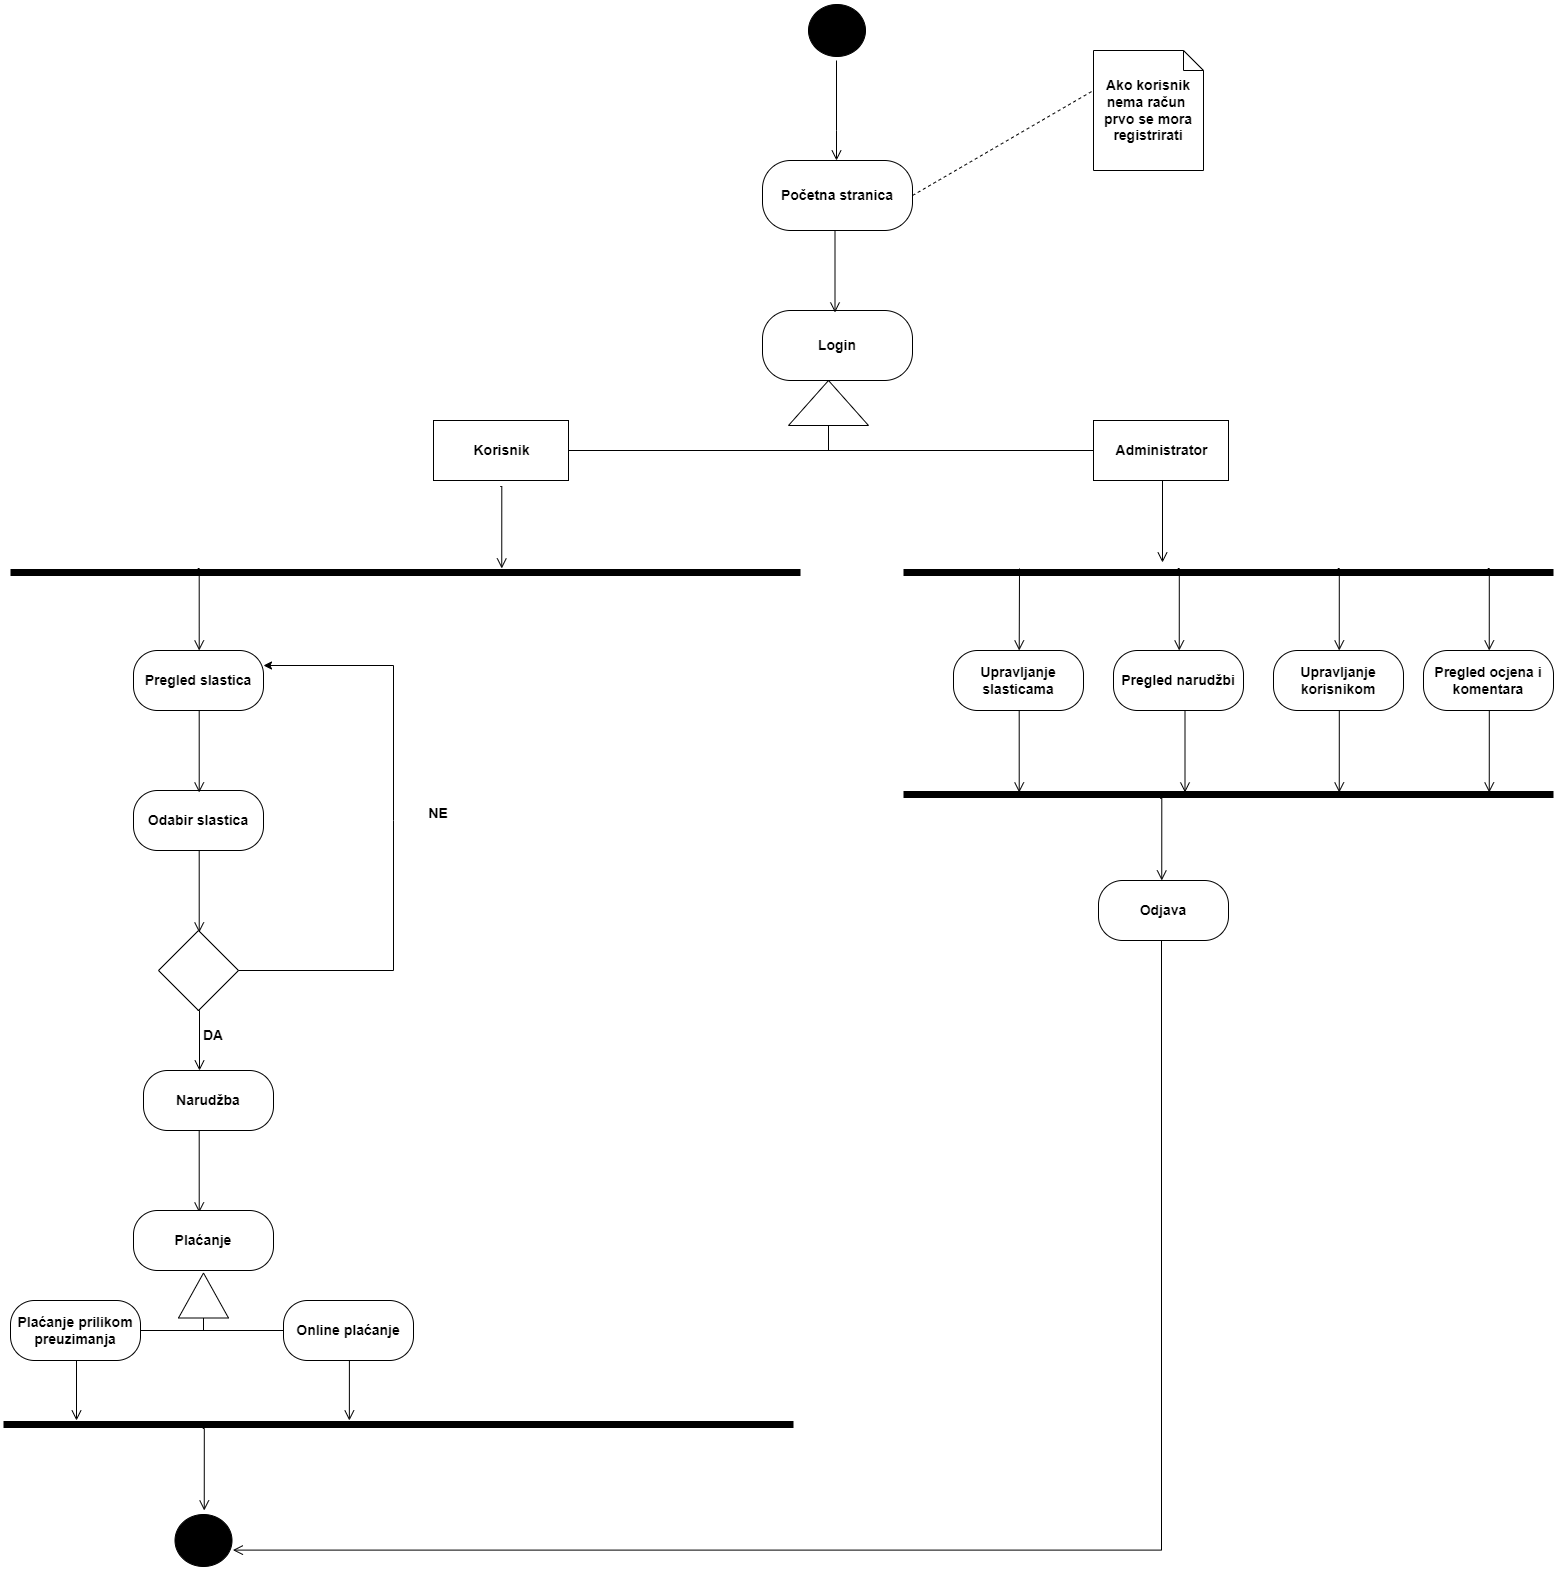 Ako korisnik
nema račun
prvo se mora
registrirati
Početna stranica
Login
Korisnik
Administrator
Pregled slastica
Upravljanje
slasticama
Pregled narudžbi
Upravljanje
korisnikom
Pregled ocjena i
komentara
Odabir slastica
NE
Odjava
DA
Narudžba
Plaćanje
Plaćanje prilikom
preuzimanja
Online plaćanje